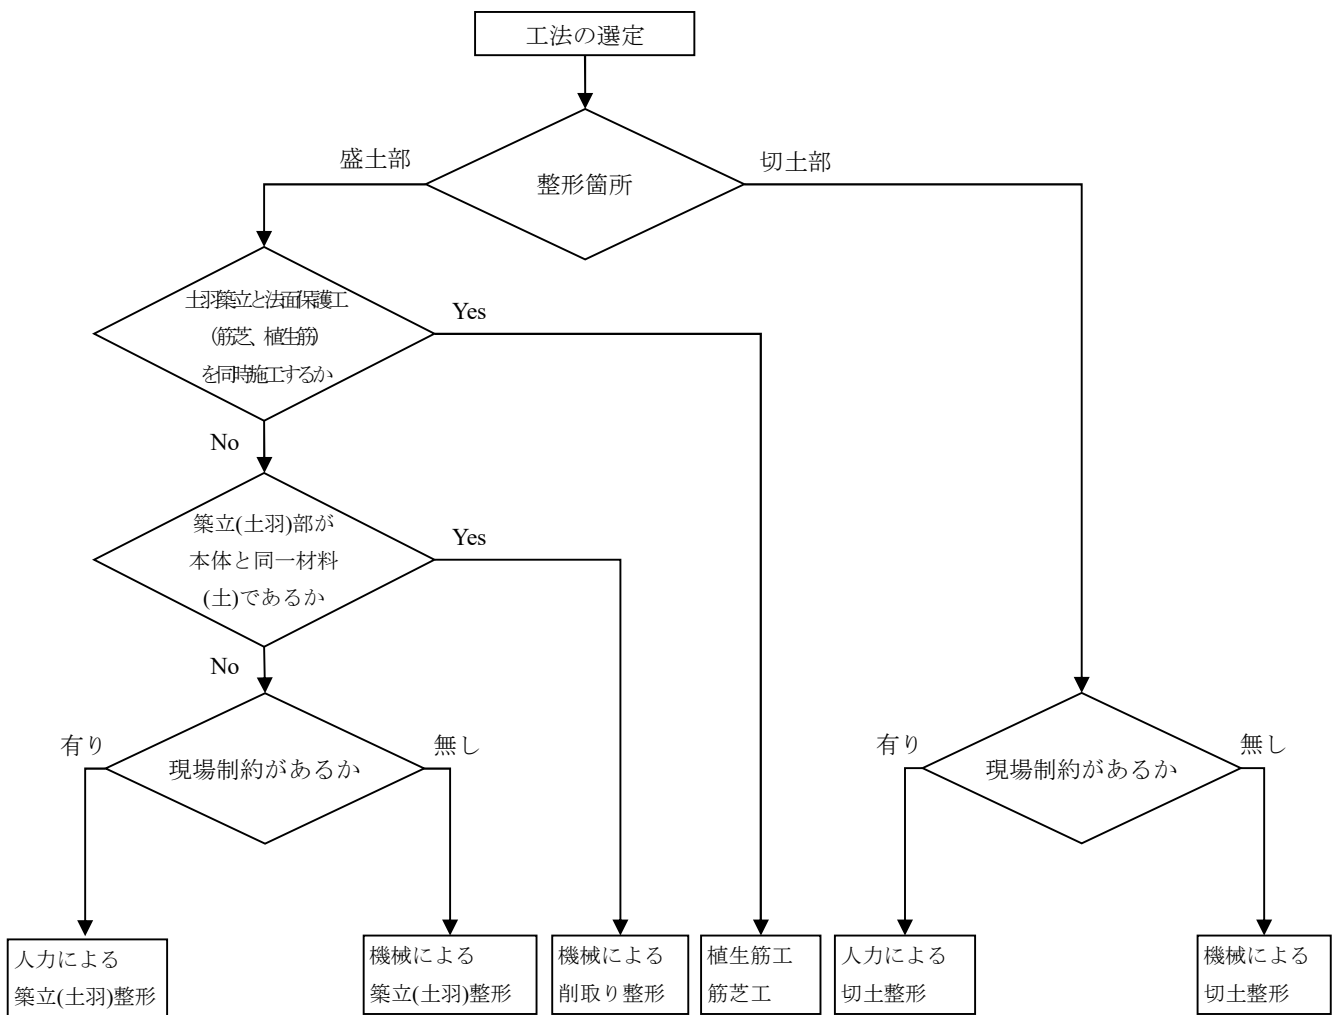 工法の選定
盛土部
切土部
整形箇所
土羽築立と法面保護工
(筋芝、植生筋)
を同時施工するか
Yes
No
築立(土羽)部が
本体と同一材料
(土)であるか
Yes
No
有り
現場制約があるか
無し
有り
現場制約があるか
無し
人力による
築立(土羽)整形
機械による
築立(土羽)整形
機械による
削取り整形
植生筋工
筋芝工
人力による
切土整形
機械による
切土整形